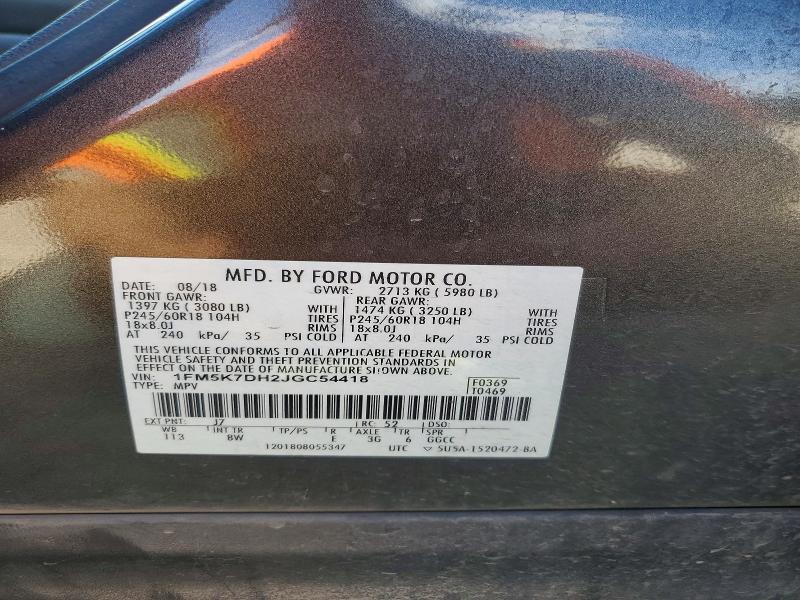 MFD. BY FORD MOTOR CO.
DATE: 08/18 GVWR: 2713 KG ( 5980 LB)
FRONT GAWR: REAR GAWR:
1397 KG ( 3080 LB) WITH 1474 KG ( 3250 LB) WITH
P245/60R18 104H TIRES P245/60R18 104H TIRES
18x8.0J RIMS 18x8.0J RIMS
AT 240 kPa/ 35 PSI COLD AT 240 kPa/ 35 PSI COLD
THIS VEHICLE CONFORMS TO ALL APPLICABLE FEDERAL MOTOR
VEHICLE SAFETY AND THEFT PREVENTION STANDARDS IN
EFFECT ON THE DATE OF MANUFACTURE SHOWN ABOVE.
VIN: 1FM5K7DH2JGC54418 F0369
TYPE: MPV T0469
EXT PNT: J7 RC: 52 DSO:
WB INT TR TP/PS R AXLE TR SPR
113 8W E 3G 6 GGCC
1201808055347 UTC SU5A-1520472-BA